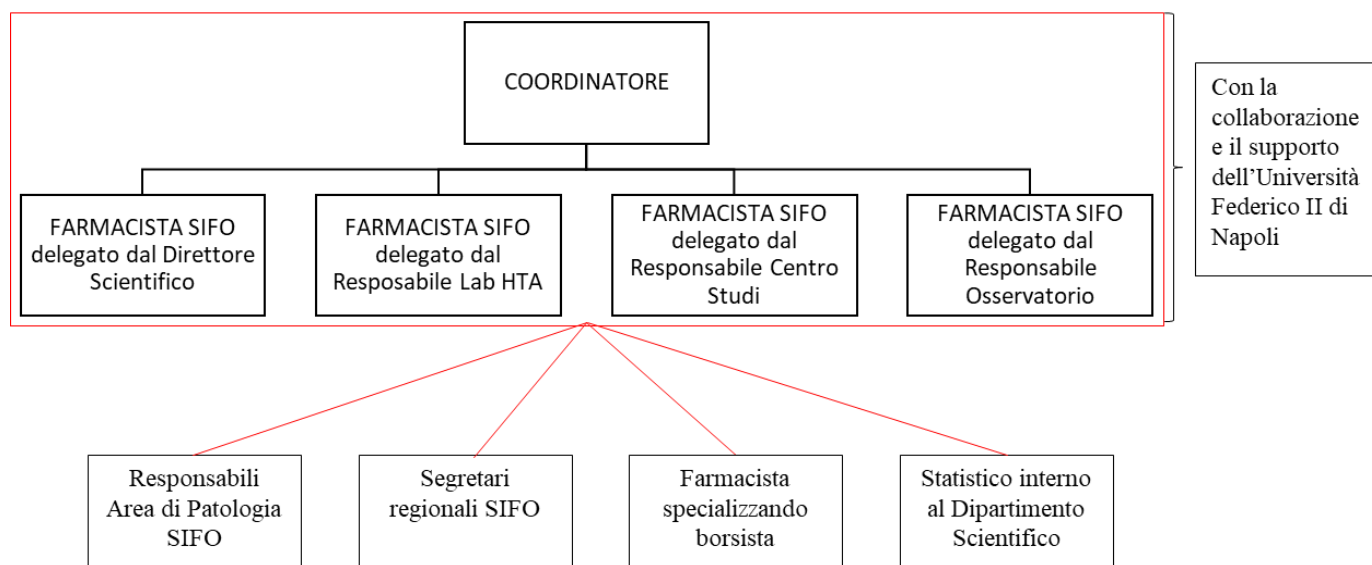 COORDINATORE
FARMACISTA SIFO
delegato dal Direttore
Scientifico
FARMACISTA SIFO
delegato dal
Resposabile Lab HTA
FARMACISTA SIFO
delegato dal
Responsabile Centro
Studi
FARMACISTA SIFO
delegato dal
Responsabile
Osservatorio
Con la
collaborazione
e il supporto
dell’Università
Federico II di
Napoli
Responsabili
Area di Patologia
SIFO
Segretari
regionali SIFO
Farmacista
specializzando
borsista
Statistico interno
al Dipartimento
Scientifico